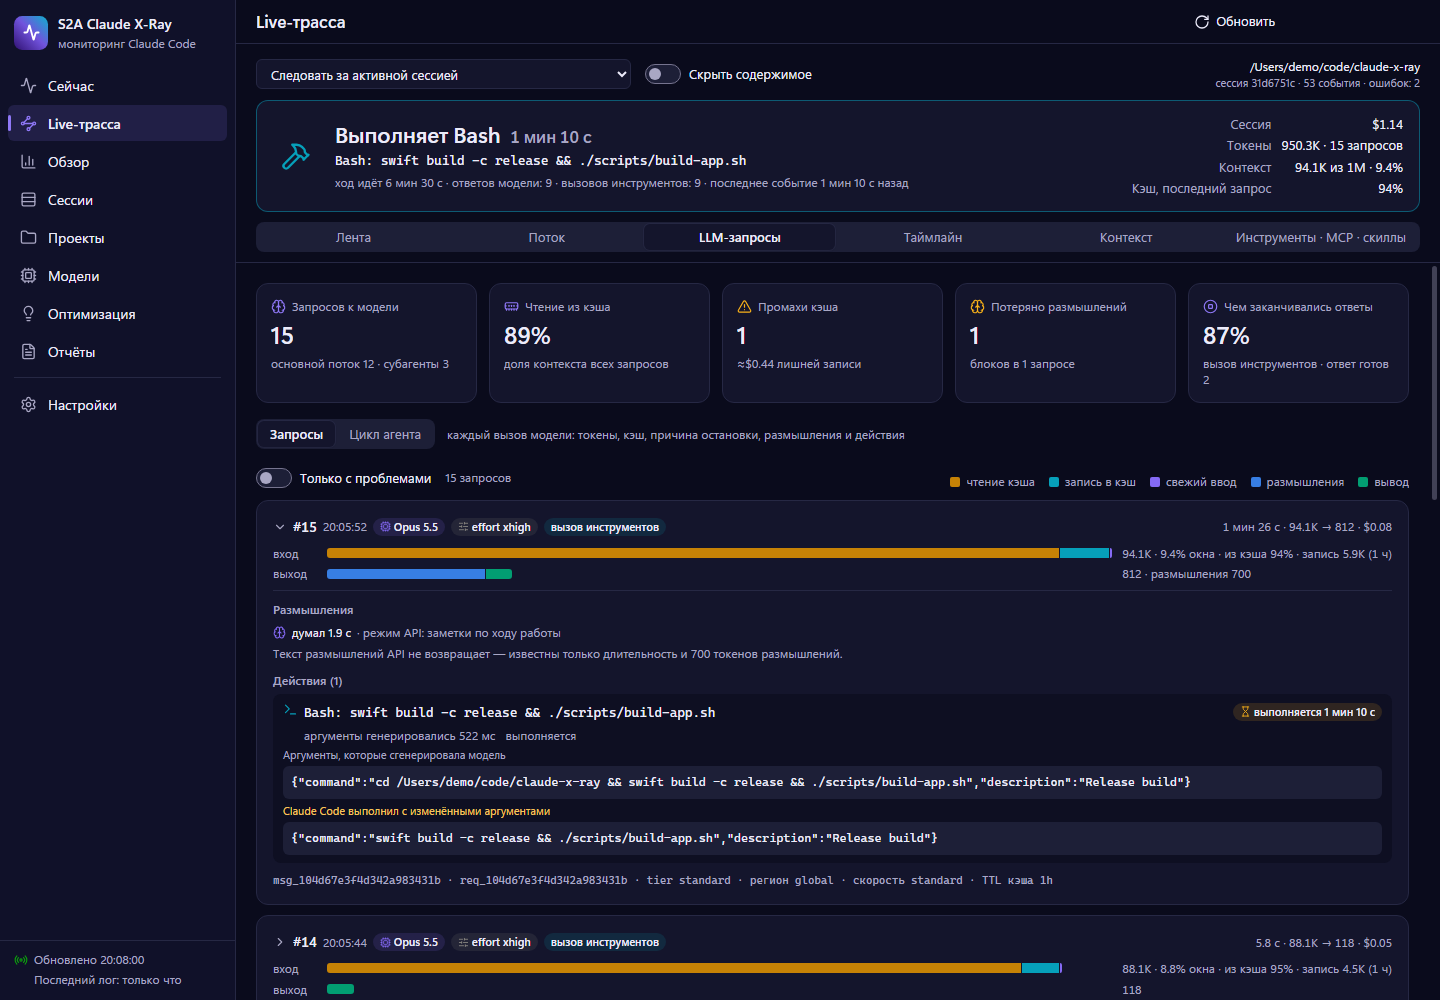 S2A Claude X-Ray
мониторинг Claude Code
Сейчас
Live-трасса
Обзор
Сессии
Проекты
Модели
Оптимизация
Отчёты
Настройки
Обновлено 20:08:00
Последний лог: только что
Live-трасса
Обновить
Следовать за активной сессией
Скрыть содержимое
/Users/demo/code/claude-x-ray
сессия 31d6751c · 53 события · ошибок: 2
Выполняет Bash 1 мин 10 с
Bash: swift build -c release && ./scripts/build-app.sh
ход идёт 6 мин 30 с · ответов модели: 9 · вызовов инструментов: 9 · последнее событие 1 мин 10 с назад
Сессия $1.14
Токены 950.3K · 15 запросов
Контекст 94.1K из 1M · 9.4%
Кэш, последний запрос 94%
Лента
Поток
LLM-запросы
Таймлайн
Контекст
Инструменты · MCP · скиллы
Запросов к модели
15
основной поток 12 · субагенты 3
Чтение из кэша
89%
доля контекста всех запросов
Промахи кэша
1
≈$0.44 лишней записи
Потеряно размышлений
1
блоков в 1 запросе
Чем заканчивались ответы
87%
вызов инструментов · ответ готов
2
Запросы
Цикл агента
каждый вызов модели: токены, кэш, причина остановки, размышления и действия
Только с проблемами
15 запросов
чтение кэша
запись в кэш
свежий ввод
размышления
вывод
#15 20:05:52 Opus 5.5 effort xhigh вызов инструментов 1 мин 26 с · 94.1K → 812 · $0.08
вход 94.1K · 9.4% окна · из кэша 94% · запись 5.9K (1 ч)
выход 812 · размышления 700
Размышления
думал 1.9 с · режим API: заметки по ходу работы
Текст размышлений API не возвращает — известны только длительность и 700 токенов размышлений.
Действия (1)
Bash: swift build -c release && ./scripts/build-app.sh
выполняется 1 мин 10 с
аргументы генерировались 522 мс выполняется
Аргументы, которые сгенерировала модель
{"command":"cd /Users/demo/code/claude-x-ray && swift build -c release && ./scripts/build-app.sh","description":"Release build"}
Claude Code выполнил с изменёнными аргументами
{"command":"swift build -c release && ./scripts/build-app.sh","description":"Release build"}
msg_104d67e3f4d342a983431b · req_104d67e3f4d342a983431b · tier standard · регион global · скорость standard · TTL кэша 1h
#14 20:05:44 Opus 5.5 effort xhigh вызов инструментов 5.8 с · 88.1K → 118 · $0.05
вход 88.1K · 8.8% окна · из кэша 95% · запись 4.5K (1 ч)
выход 118